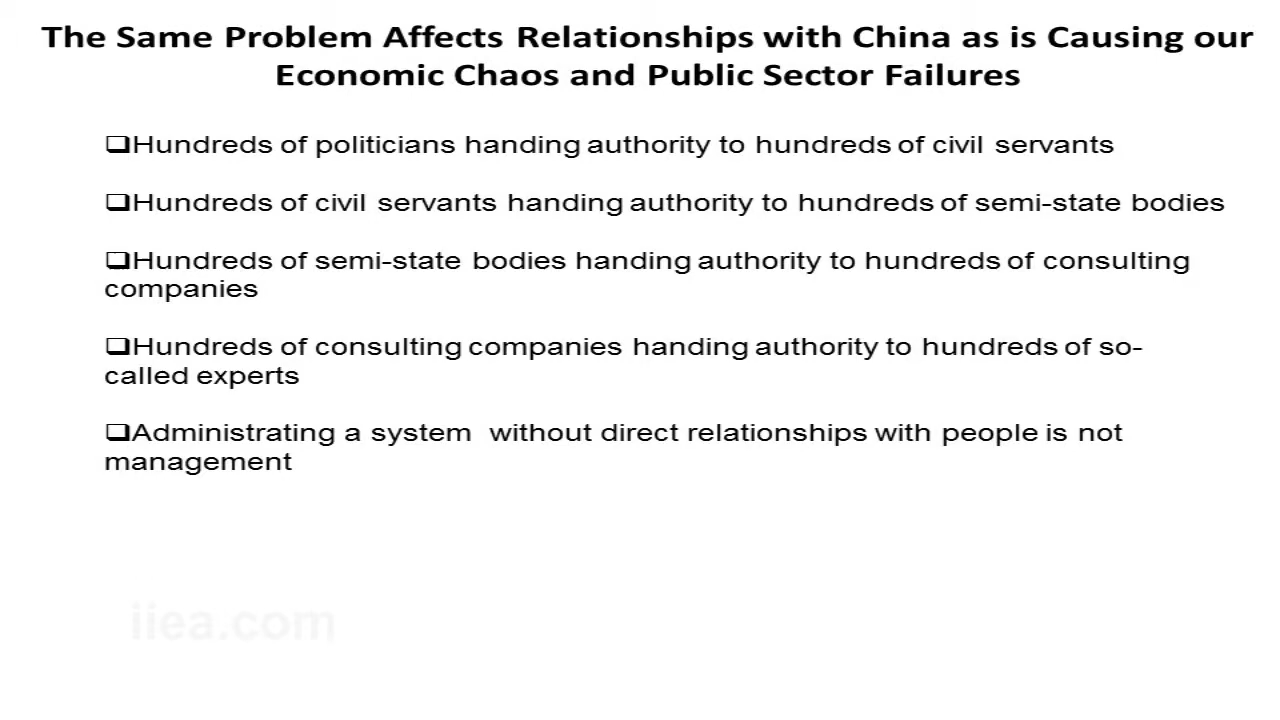 The Same Problem Affects Relationships with China as is Causing our
Economic Chaos and Public Sector Failures
❑Hundreds of politicians handing authority to hundreds of civil servants
❑Hundreds of civil servants handing authority to hundreds of semi-state bodies
❑Hundreds of semi-state bodies handing authority to hundreds of consulting
companies
❑Hundreds of consulting companies handing authority to hundreds of so-
called experts
❑Administrating a system  without direct relationships with people is not
management
iiea.com